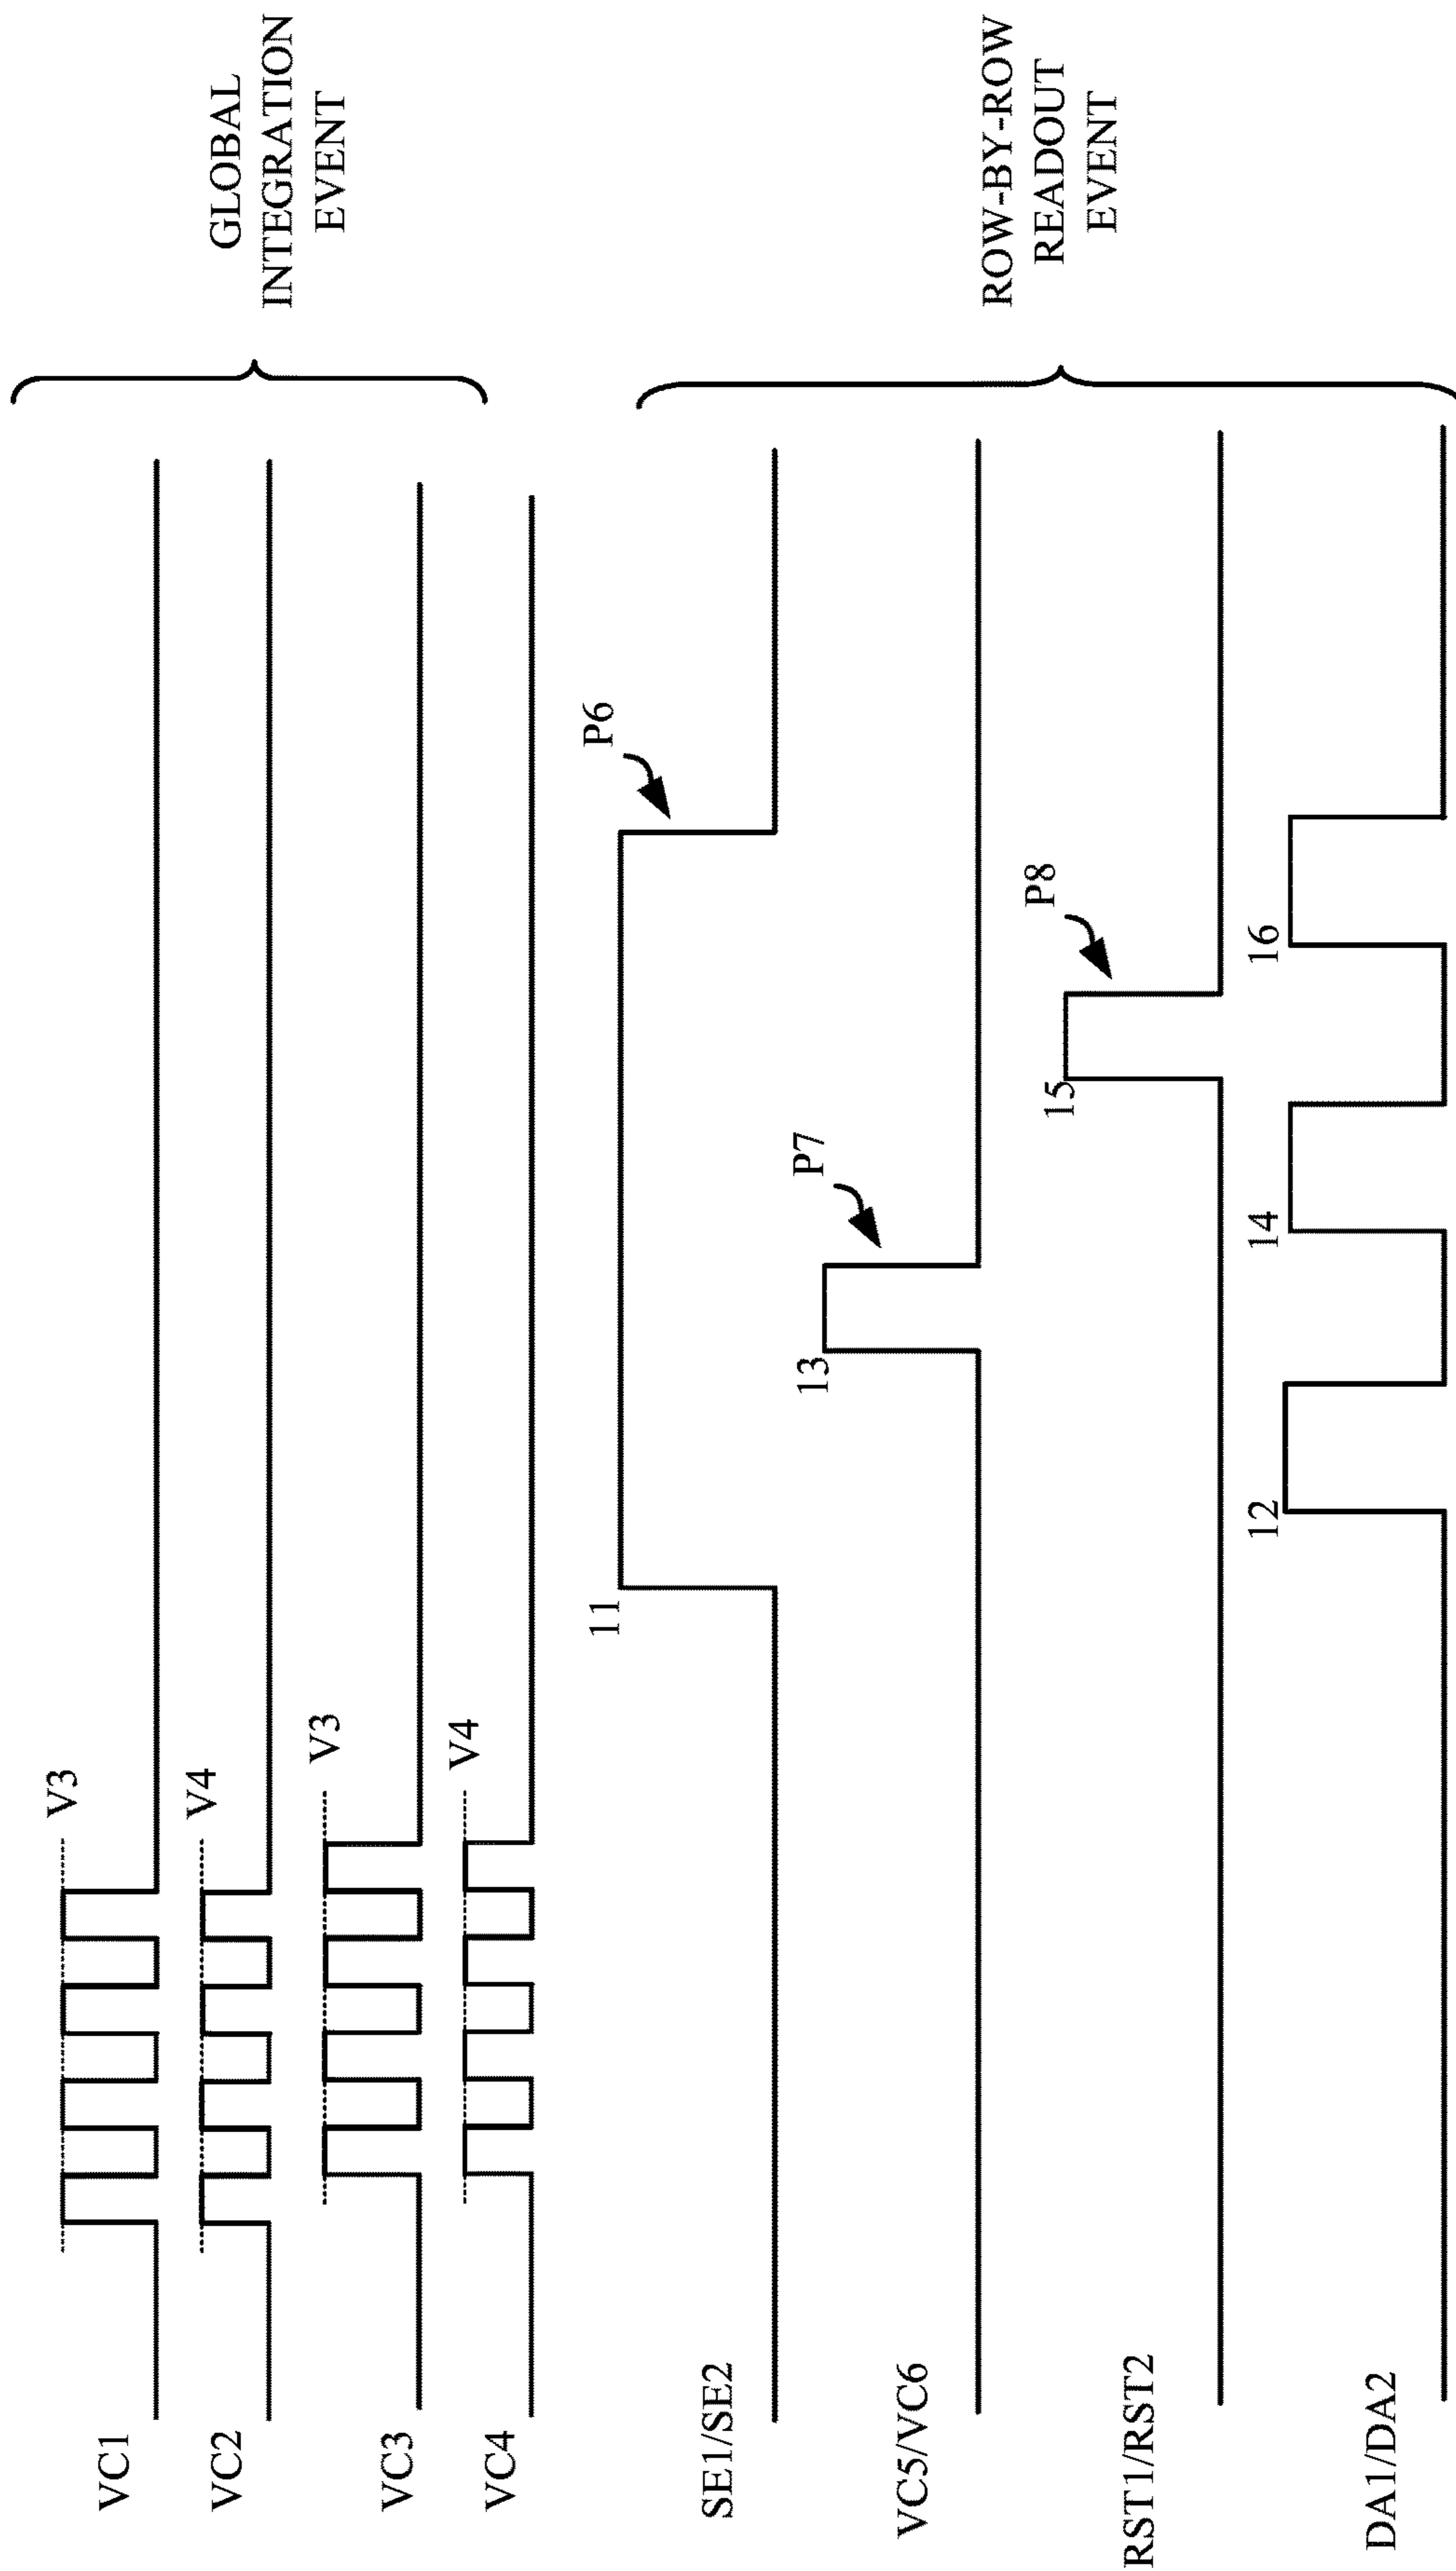 VC1
V3
VC2
V4
VC3
V3
VC4
V4
GLOBAL
INTEGRATION
EVENT
SE1/SE2
11
P6
VC5/VC6
13
P7
RST1/RST2
15
P8
DA1/DA2
12
14
16
ROW-BY-ROW
READOUT
EVENT